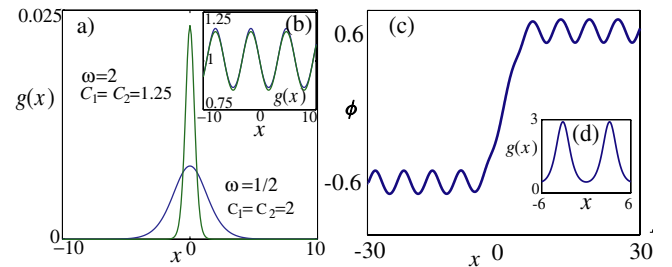 0.025
a)
ω=2
C₁= C₂=1.25
g(x)
ω=1/2
C₁= C₂=2
0
-10
0
10
x
-10
0
10
(b)
1.25
1
0.75
g(x)
x
(c)
0.6
ϕ
-0.6
-30
x
0
30
(d)
3
g(x)
0
-6
x
6